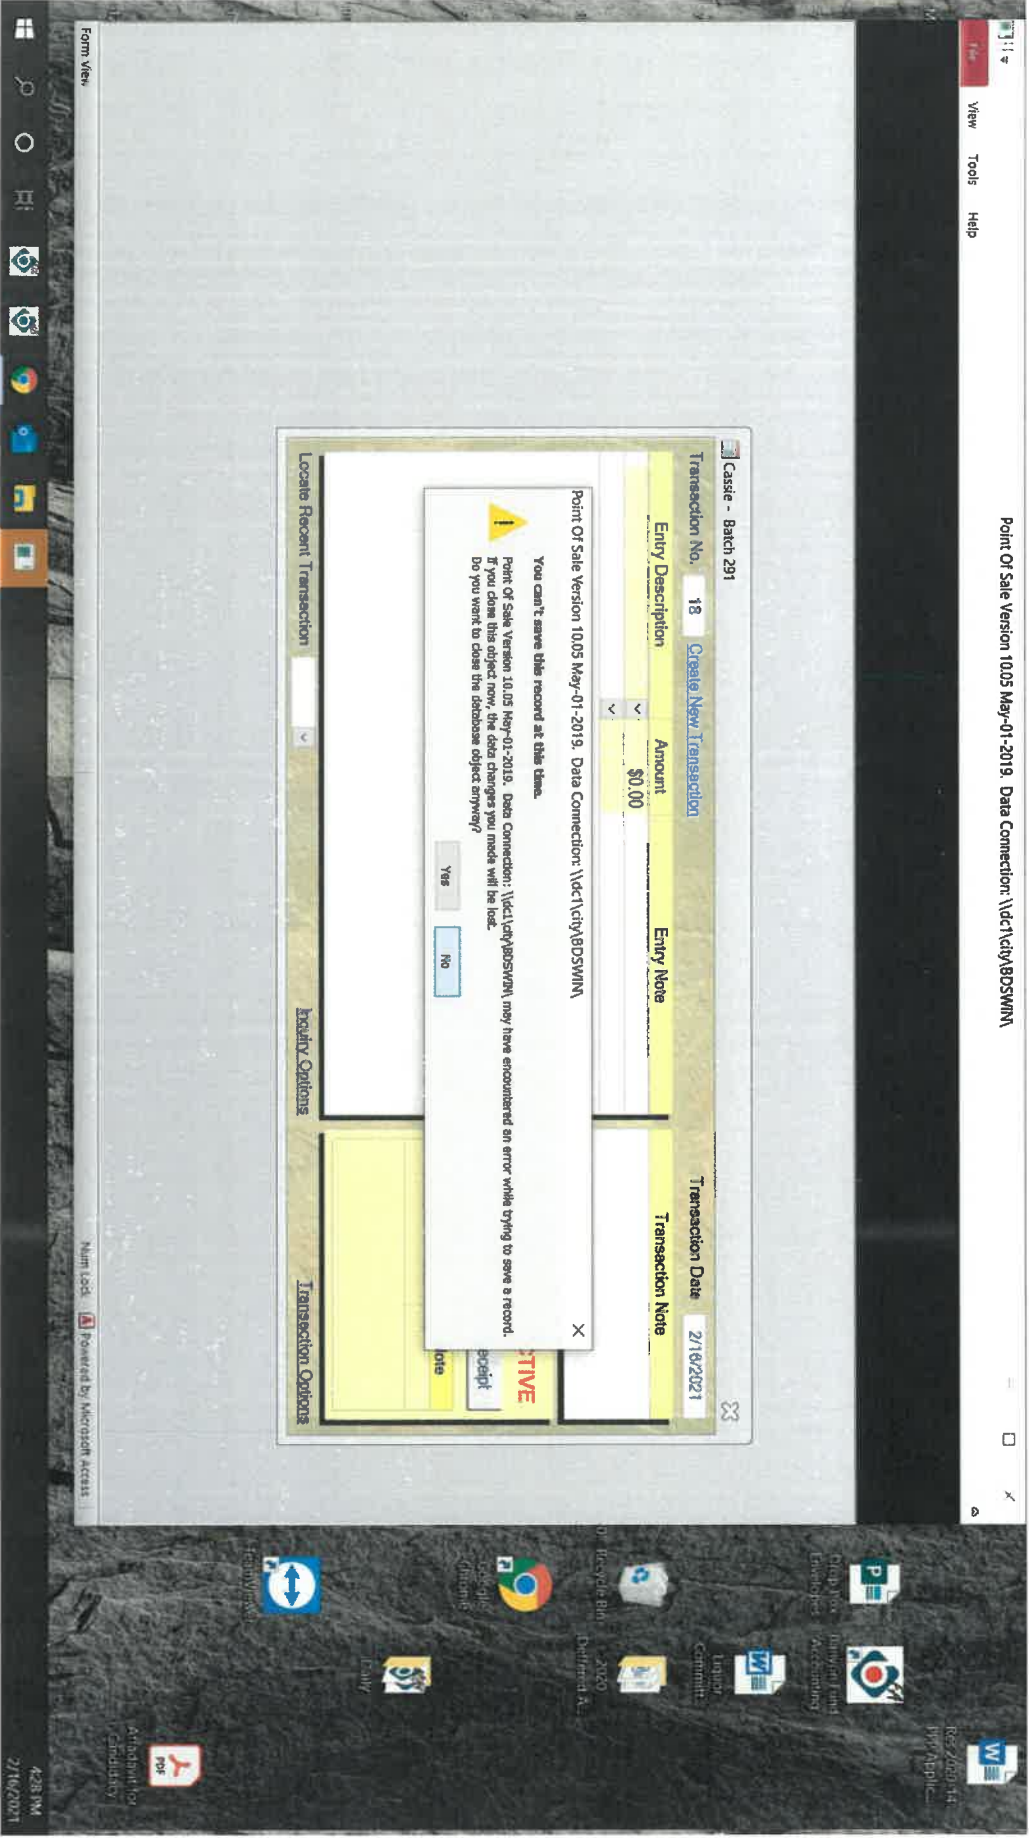 Point Of Sale Version 10.05 May-01-2019. Data Connection: \\dc1\city\BDSWIN\
File View Tools Help
Cassie - Batch 291
Transaction No. 18 Create New Transaction Transaction Date 2/16/2021
Entry Description Amount Entry Note Transaction Note
$0.00
Point Of Sale Version 10.05 May-01-2019. Data Connection: \\dc1\city\BDSWIN\
You can't save this record at this time.
Point Of Sale Version 10.05 May-01-2019. Data Connection: \\dc1\city\BDSWIN\ may have encountered an error while trying to save a record.
If you close this object now, the data changes you made will be lost.
Do you want to close the database object anyway?
Yes No
CTIVE
eceipt
lote
Locate Recent Transaction Inquiry Options Transaction Options
Form View Num Lock Powered by Microsoft Access
Recycle Bin
Google Chrome
2020
4:28 PM
2/16/2021